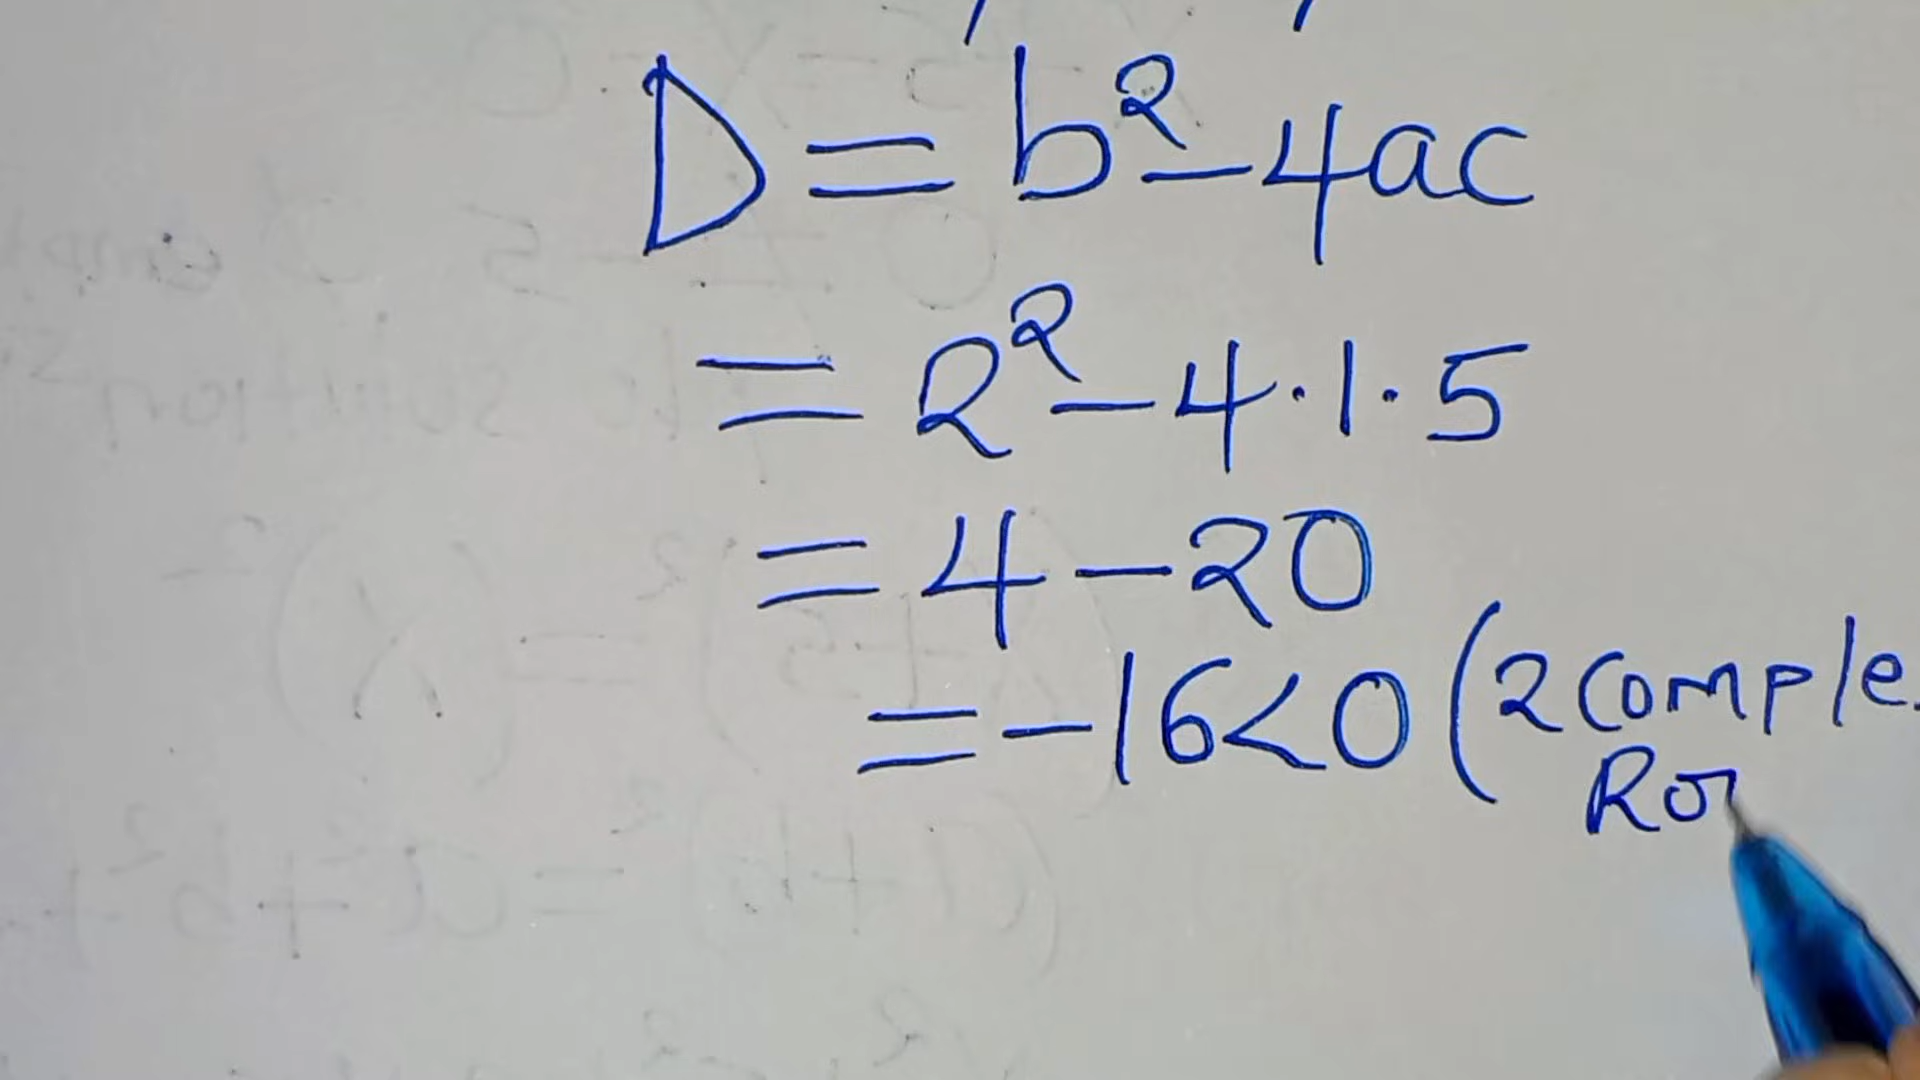 D = b² - 4ac
= 2² - 4 · 1 · 5
= 4 - 20
= -16 < 0 (2 comple
Ro